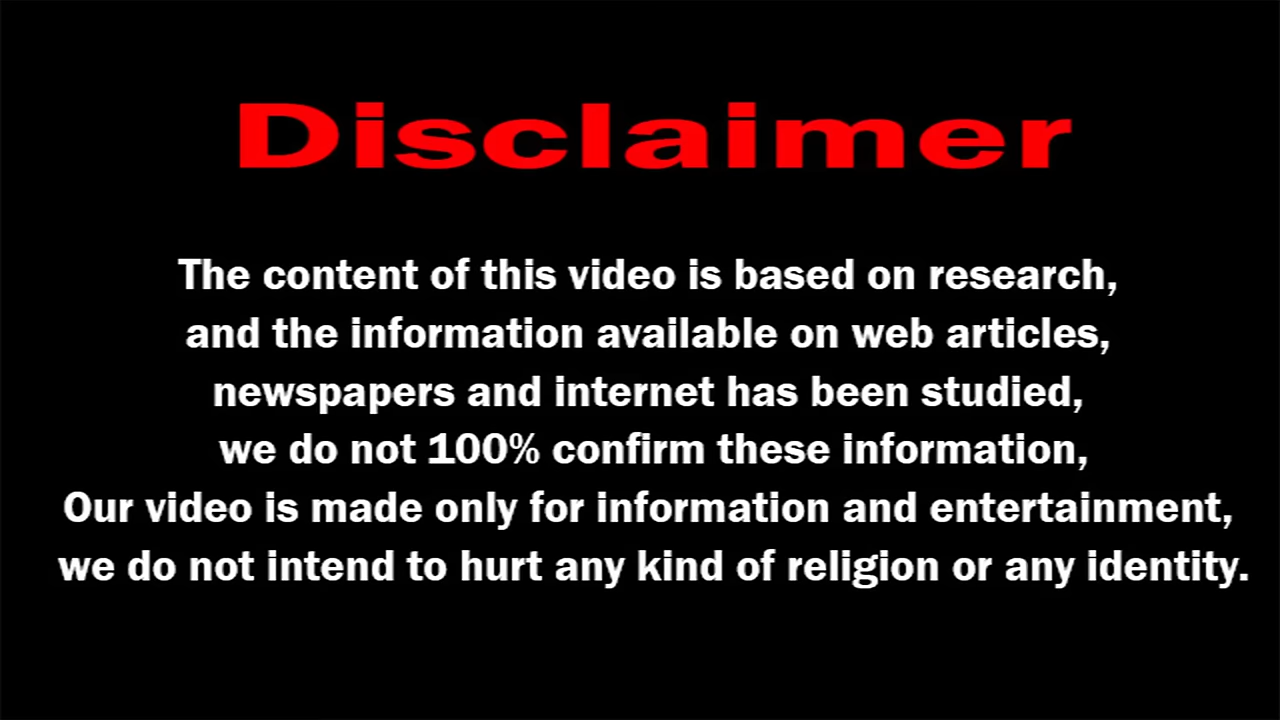 Disclaimer
The content of this video is based on research,
and the information available on web articles,
newspapers and internet has been studied,
we do not 100% confirm these information,
Our video is made only for information and entertainment,
we do not intend to hurt any kind of religion or any identity.